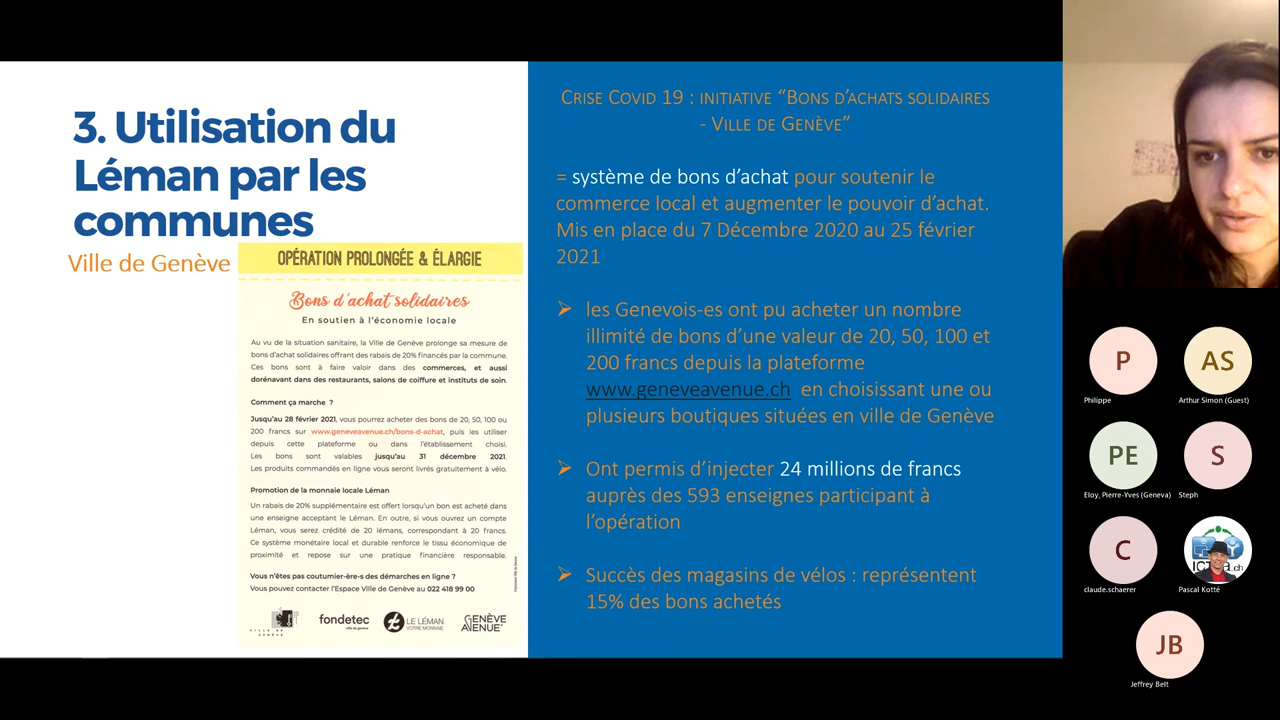 3. Utilisation du
Léman par les
communes
Ville de Genève
OPÉRATION PROLONGÉE & ÉLARGIE
Bons d'achat solidaires
En soutien à l'économie locale
Au vu de la situation sanitaire, la Ville de Genève prolonge sa mesure de
bons d'achat solidaires offrant des rabais de 20% financés par la commune.
Ces bons sont à faire valoir dans des commerces, et aussi
dorénavant dans des restaurants, salons de coiffure et instituts de soin.
Comment ça marche ?
Jusqu'au 28 février 2021, vous pourrez acheter des bons de 20, 50, 100 ou
200 francs sur www.geneveavenue.ch/bons-d-achat, puis les utiliser
depuis cette plateforme ou dans l'établissement choisi.
Les bons sont valables jusqu'au 31 décembre 2021.
Les produits commandés en ligne vous seront livrés gratuitement à vélo.
Promotion de la monnaie locale Léman
Un rabais de 20% supplémentaire est offert lorsqu'un bon est acheté dans
une enseigne acceptant le Léman. En outre, si vous ouvrez un compte
Léman, vous serez crédité de 20 lémans, correspondant à 20 francs.
Ce système monétaire local et durable renforce le tissu économique de
proximité et repose sur une pratique financière responsable.
Vous n'êtes pas coutumier-ère-s des démarches en ligne ?
Vous pouvez contacter l'Espace Ville de Genève au 022 418 99 00
VILLE DE
GENÈVE
fondetec
ville de genève
LE LÉMAN
VOTRE MONNAIE
GENÈVE
AVENUE
CRISE COVID 19 : INITIATIVE “BONS D’ACHATS SOLIDAIRES
- VILLE DE GENÈVE”
= système de bons d’achat pour soutenir le
commerce local et augmenter le pouvoir d’achat.
Mis en place du 7 Décembre 2020 au 25 février
2021
➢ les Genevois-es ont pu acheter un nombre
illimité de bons d’une valeur de 20, 50, 100 et
200 francs depuis la plateforme
www.geneveavenue.ch en choisissant une ou
plusieurs boutiques situées en ville de Genève
➢ Ont permis d’injecter 24 millions de francs
auprès des 593 enseignes participant à
l’opération
➢ Succès des magasins de vélos : représentent
15% des bons achetés
P
Philippe
AS
Arthur Simon (Guest)
PE
Eloy, Pierre-Yves (Geneva)
S
Steph
C
claude.schaerer
Pascal Kotté
JB
Jeffrey Belt